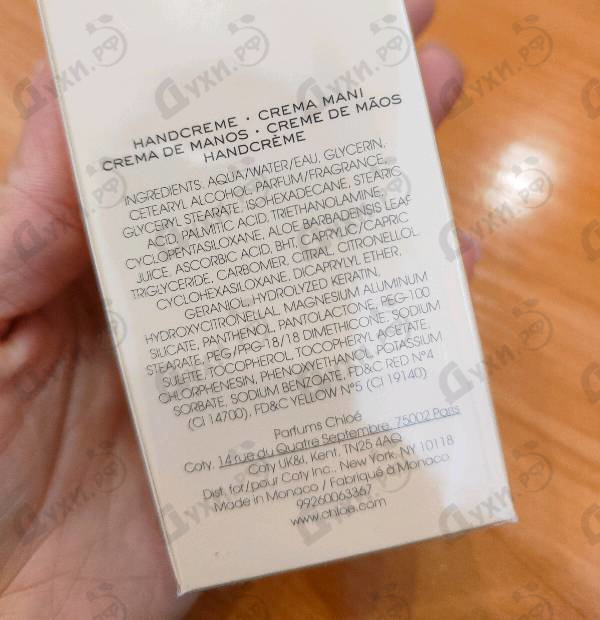 HANDCREME · CREMA MANI
CREMA DE MANOS · CREME DE MÃOS
HANDCRÈME
INGREDIENTS: AQUA/WATER/EAU, GLYCERIN,
CETEARYL ALCOHOL, PARFUM/FRAGRANCE,
GLYCERYL STEARATE, ISOHEXADECANE, STEARIC
ACID, PALMITIC ACID, TRIETHANOLAMINE,
CYCLOPENTASILOXANE, ALOE BARBADENSIS LEAF
JUICE, ASCORBIC ACID, BHT, CAPRYLIC/CAPRIC
TRIGLYCERIDE, CARBOMER, CITRAL, CITRONELLOL,
CYCLOHEXASILOXANE, DICAPRYLYL ETHER,
GERANIOL, HYDROLYZED KERATIN,
HYDROXYCITRONELLAL, MAGNESIUM ALUMINUM
SILICATE, PANTHENOL, PANTOLACTONE, PEG-100
STEARATE, PEG/PPG-18/18 DIMETHICONE, SODIUM
SULFITE, TOCOPHEROL, TOCOPHERYL ACETATE,
CHLORPHENESIN, PHENOXYETHANOL, POTASSIUM
SORBATE, SODIUM BENZOATE, FD&C RED N°4
(CI 14700), FD&C YELLOW N°5 (CI 19140)
Parfums Chloé
Coty, 14 rue du Quatre Septembre, 75002 Paris
Coty UK&I, Kent, TN25 4AQ
Dist. for/pour Coty Inc., New York, NY 10118
Made in Monaco / Fabriqué à Monaco
99260063367
www.chloe.com
Духи.РФ